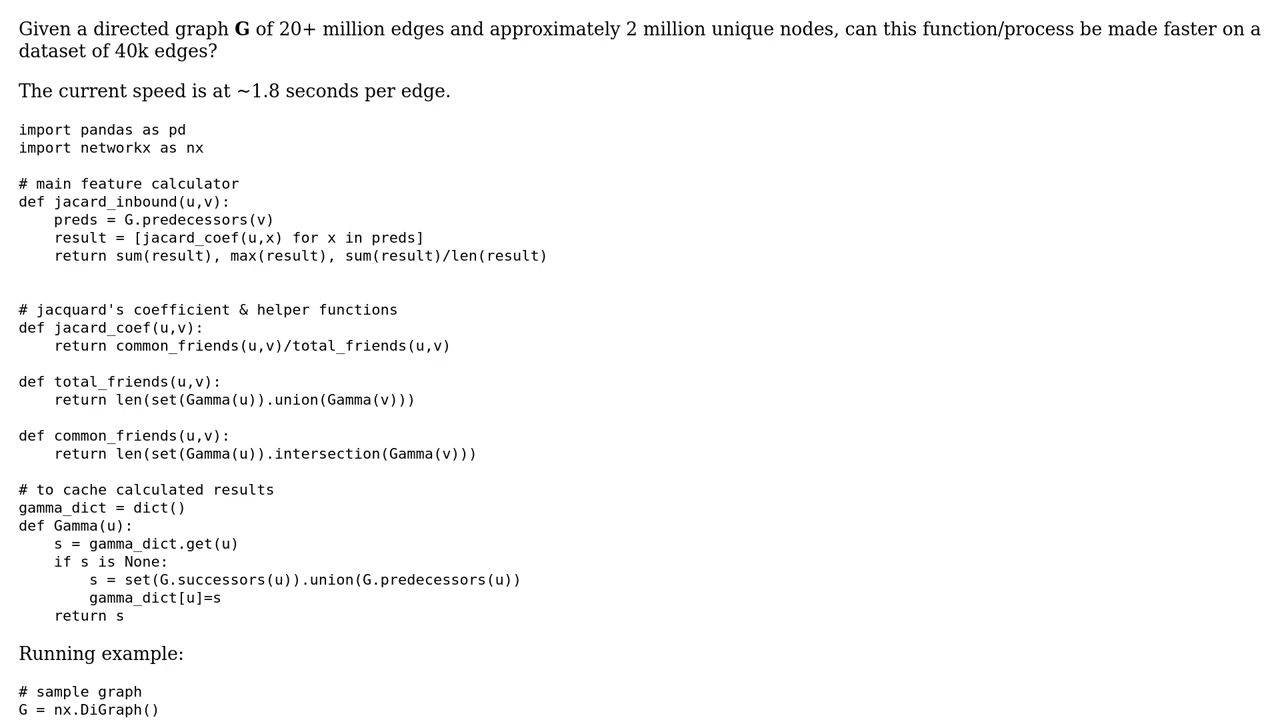 Given a directed graph G of 20+ million edges and approximately 2 million unique nodes, can this function/process be made faster on a
dataset of 40k edges?
The current speed is at ~1.8 seconds per edge.
import pandas as pd
import networkx as nx
# main feature calculator
def jacard_inbound(u,v):
    preds = G.predecessors(v)
    result = [jacard_coef(u,x) for x in preds]
    return sum(result), max(result), sum(result)/len(result)
# jacquard's coefficient & helper functions
def jacard_coef(u,v):
    return common_friends(u,v)/total_friends(u,v)
def total_friends(u,v):
    return len(set(Gamma(u)).union(Gamma(v)))
def common_friends(u,v):
    return len(set(Gamma(u)).intersection(Gamma(v)))
# to cache calculated results
gamma_dict = dict()
def Gamma(u):
    s = gamma_dict.get(u)
    if s is None:
        s = set(G.successors(u)).union(G.predecessors(u))
        gamma_dict[u]=s
    return s
Running example:
# sample graph
G = nx.DiGraph()